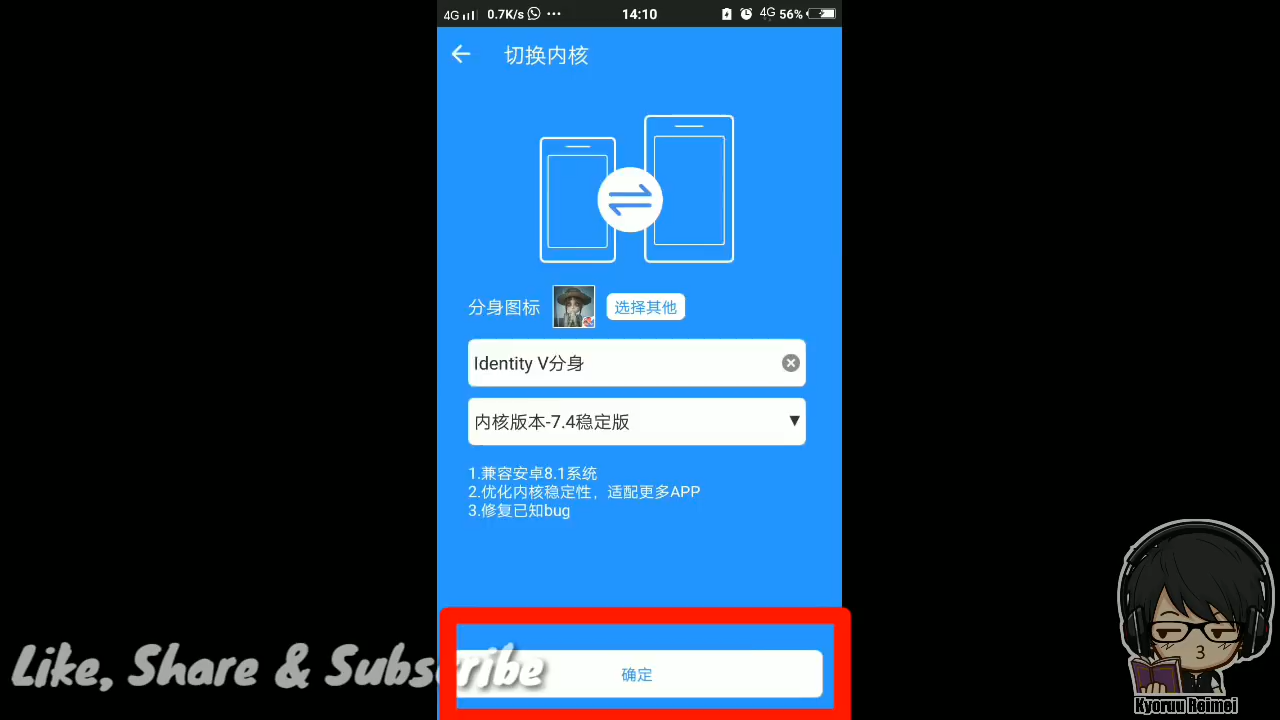 4G 0.7K/s ... 14:10 4G 56%
切换内核
分身图标 选择其他
Identity V分身
内核版本-7.4稳定版
1.兼容安卓8.1系统
2.优化内核稳定性，适配更多APP
3.修复已知bug
确定
Like, Share & Subscribe
3
Kyoruu Reimei